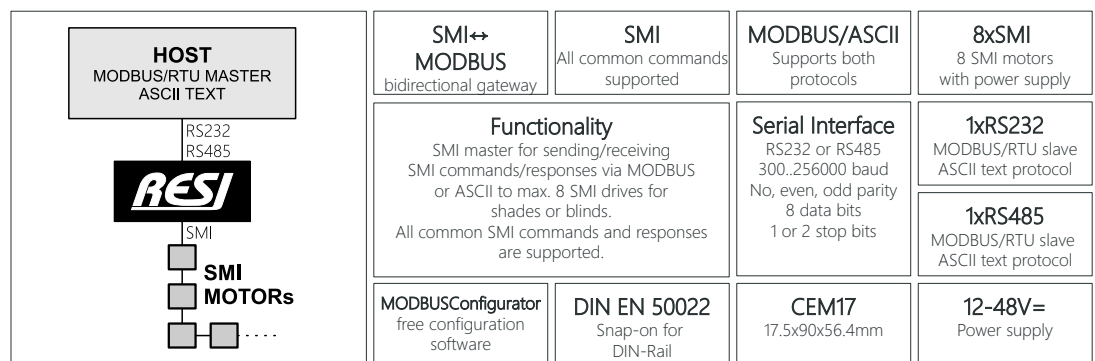 HOST
MODBUS/RTU MASTER
ASCII TEXT
RS232
RS485
RESI
SMI
SMI
MOTORs
SMI↔
MODBUS
bidirectional gateway
SMI
All common commands
supported
MODBUS/ASCII
Supports both
protocols
8xSMI
8 SMI motors
with power supply
Functionality
SMI master for sending/receiving
SMI commands/responses via MODBUS
or ASCII to max. 8 SMI drives for
shades or blinds.
All common SMI commands and responses
are supported.
Serial Interface
RS232 or RS485
300..256000 baud
No, even, odd parity
8 data bits
1 or 2 stop bits
1xRS232
MODBUS/RTU slave
ASCII text protocol
1xRS485
MODBUS/RTU slave
ASCII text protocol
MODBUSConfigurator
free configuration
software
DIN EN 50022
Snap-on for
DIN-Rail
CEM17
17.5x90x56.4mm
12-48V=
Power supply